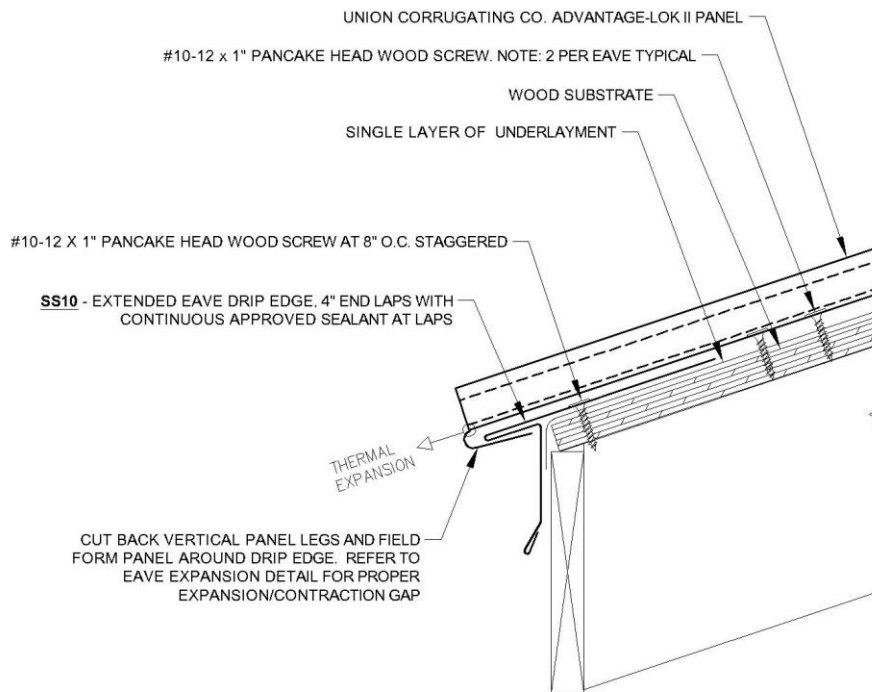 UNION CORRUGATING CO. ADVANTAGE-LOK II PANEL
#10-12 x 1" PANCAKE HEAD WOOD SCREW. NOTE: 2 PER EAVE TYPICAL
WOOD SUBSTRATE
SINGLE LAYER OF UNDERLAYMENT
#10-12 X 1" PANCAKE HEAD WOOD SCREW AT 8" O.C. STAGGERED
SS10 - EXTENDED EAVE DRIP EDGE, 4" END LAPS WITH
CONTINUOUS APPROVED SEALANT AT LAPS
THERMAL
EXPANSION
CUT BACK VERTICAL PANEL LEGS AND FIELD
FORM PANEL AROUND DRIP EDGE. REFER TO
EAVE EXPANSION DETAIL FOR PROPER
EXPANSION/CONTRACTION GAP